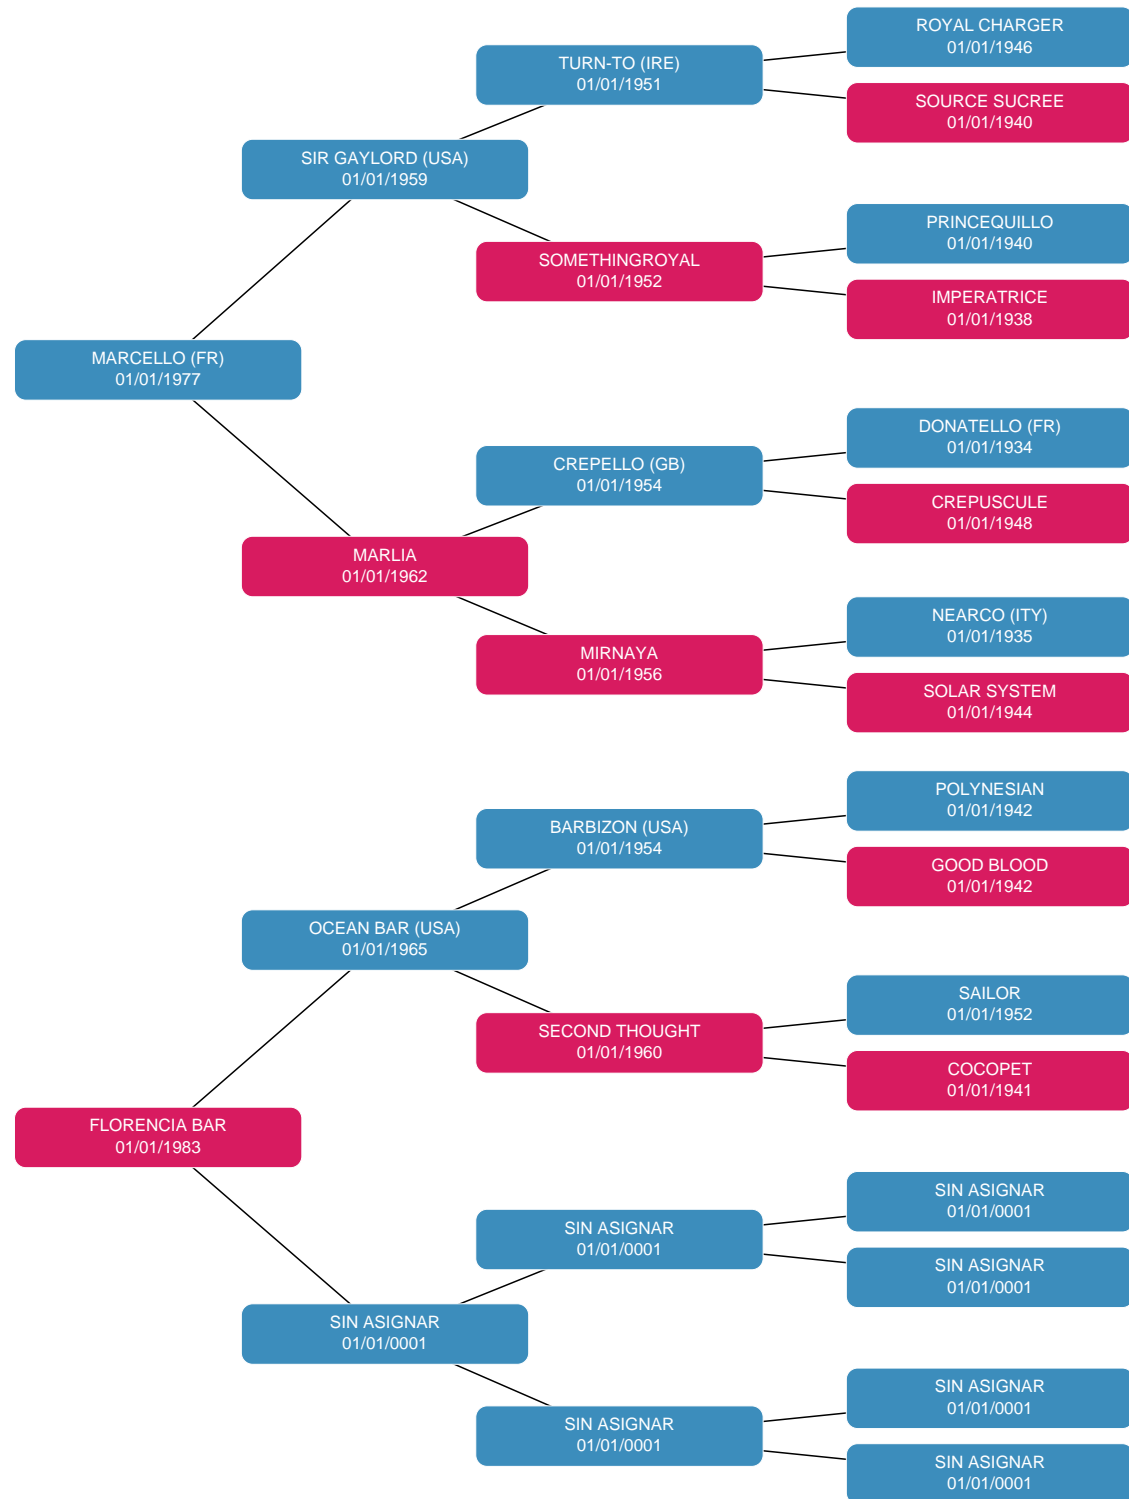 ROYAL CHARGER
01/01/1946
TURN-TO (IRE)
01/01/1951
SOURCE SUCREE
01/01/1940
SIR GAYLORD (USA)
01/01/1959
PRINCEQUILLO
01/01/1940
SOMETHINGROYAL
01/01/1952
IMPERATRICE
01/01/1938
MARCELLO (FR)
01/01/1977
DONATELLO (FR)
01/01/1934
CREPELLO (GB)
01/01/1954
CREPUSCULE
01/01/1948
MARLIA
01/01/1962
NEARCO (ITY)
01/01/1935
MIRNAYA
01/01/1956
SOLAR SYSTEM
01/01/1944
POLYNESIAN
01/01/1942
BARBIZON (USA)
01/01/1954
GOOD BLOOD
01/01/1942
OCEAN BAR (USA)
01/01/1965
SAILOR
01/01/1952
SECOND THOUGHT
01/01/1960
COCOPET
01/01/1941
FLORENCIA BAR
01/01/1983
SIN ASIGNAR
01/01/0001
SIN ASIGNAR
01/01/0001
SIN ASIGNAR
01/01/0001
SIN ASIGNAR
01/01/0001
SIN ASIGNAR
01/01/0001
SIN ASIGNAR
01/01/0001
SIN ASIGNAR
01/01/0001